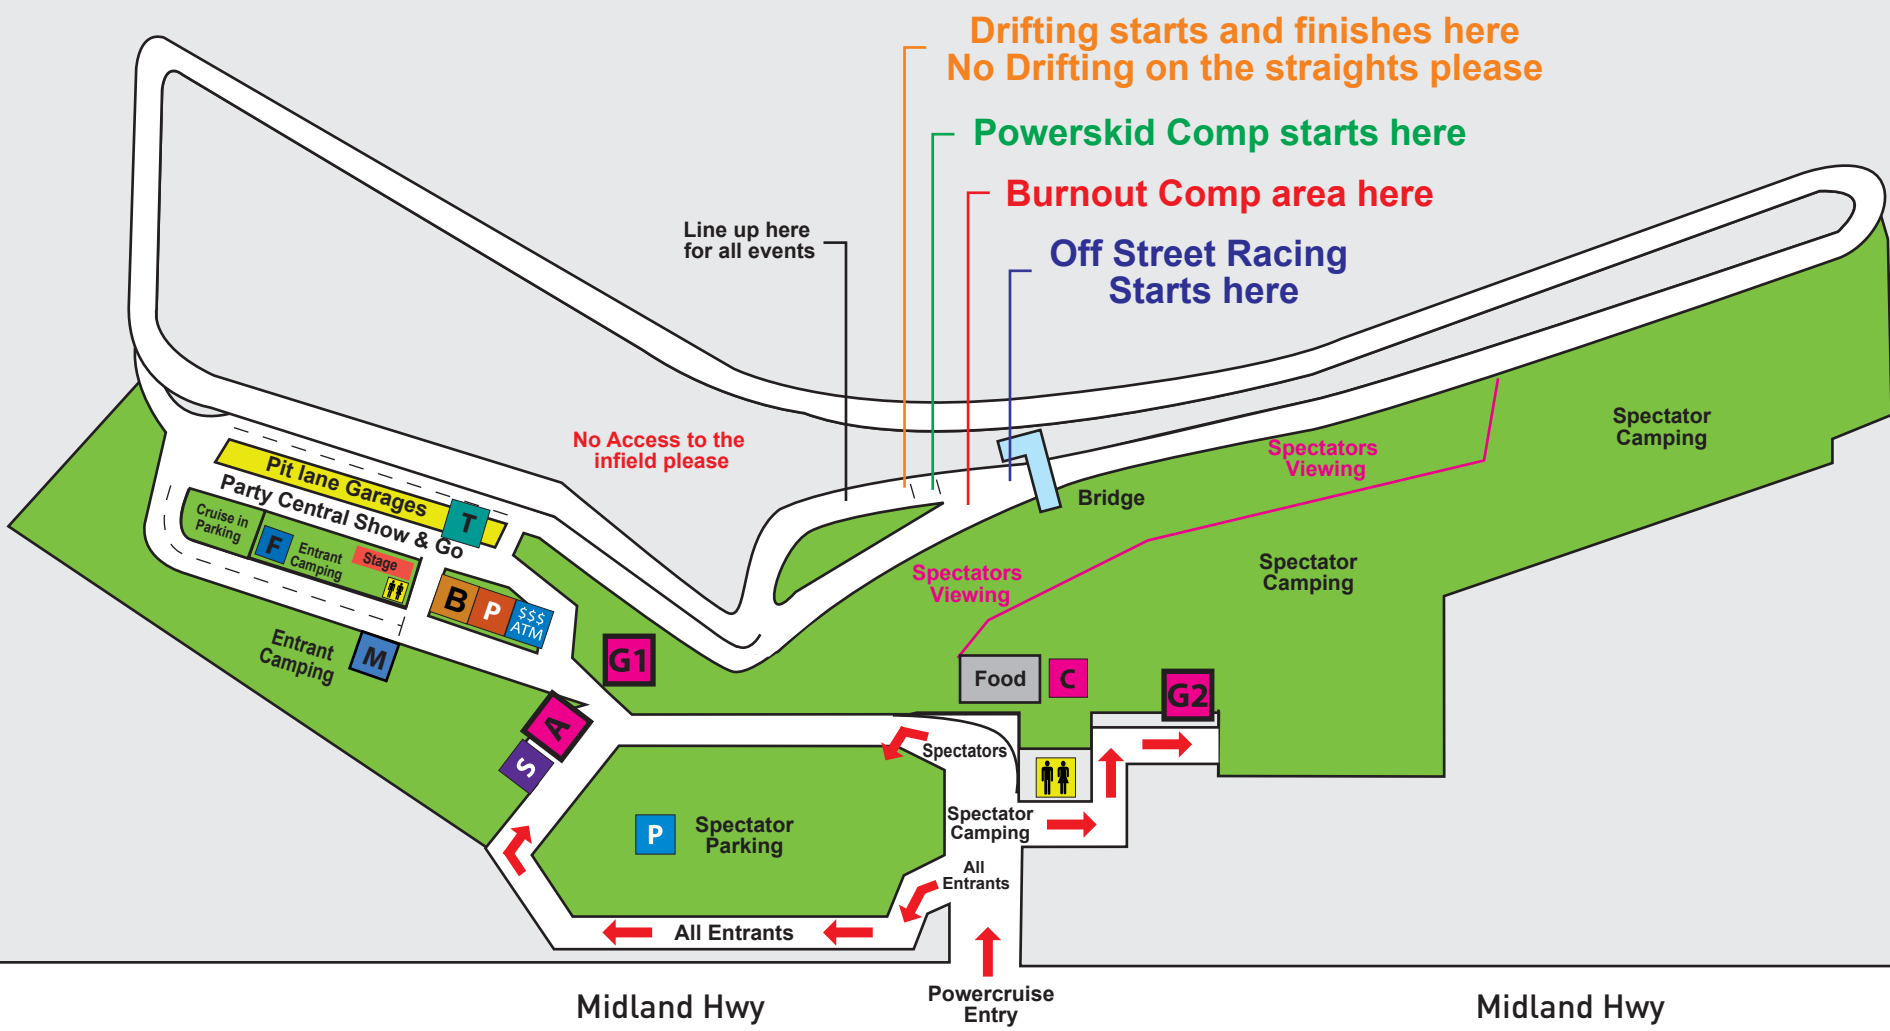 Drifting starts and finishes here
No Drifting on the straights please
Powerskid Comp starts here
Burnout Comp area here
Off Street Racing
Starts here
Line up here
for all events
No Access to the
infield please
Spectators
Viewing
Spectator
Camping
Bridge
Pit lane Garages
T
Party Central Show & Go
Cruise in
Parking
F
Entrant
Camping
Stage
B
P
$$$
ATM
Spectators
Viewing
Spectator
Camping
Entrant
Camping
M
G1
Food
C
G2
A
S
Spectators
P
Spectator
Parking
Spectator
Camping
All
Entrants
All Entrants
Powercruise
Entry
Midland Hwy
Midland Hwy